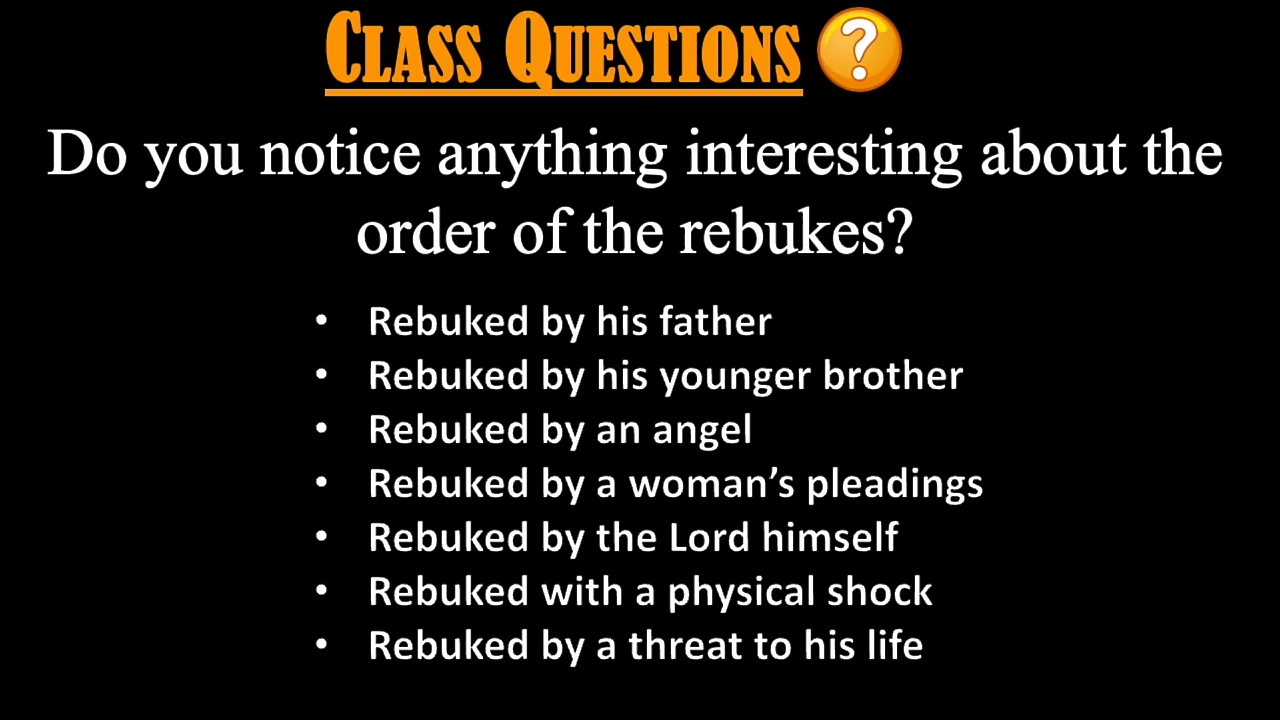 CLASS QUESTIONS ?
Do you notice anything interesting about the
order of the rebukes?
• Rebuked by his father
• Rebuked by his younger brother
• Rebuked by an angel
• Rebuked by a woman’s pleadings
• Rebuked by the Lord himself
• Rebuked with a physical shock
• Rebuked by a threat to his life